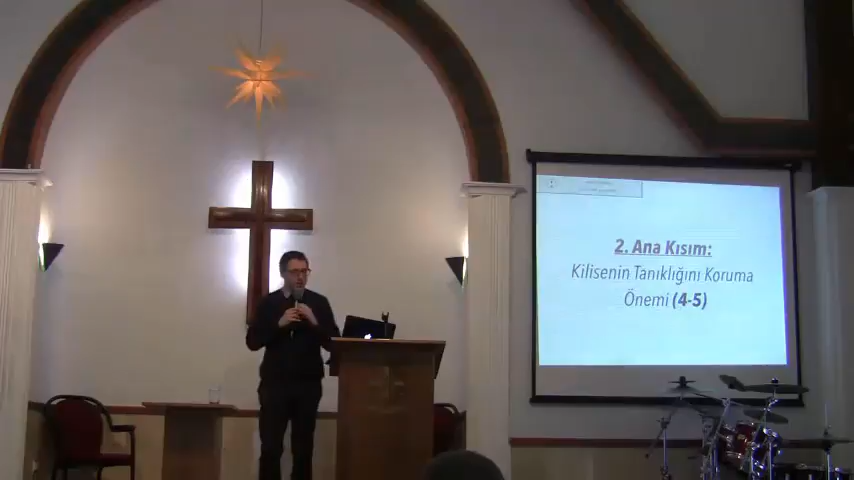 2. Ana Kısım:
Kilisenin Tanıklığını Koruma
Önemi (4-5)